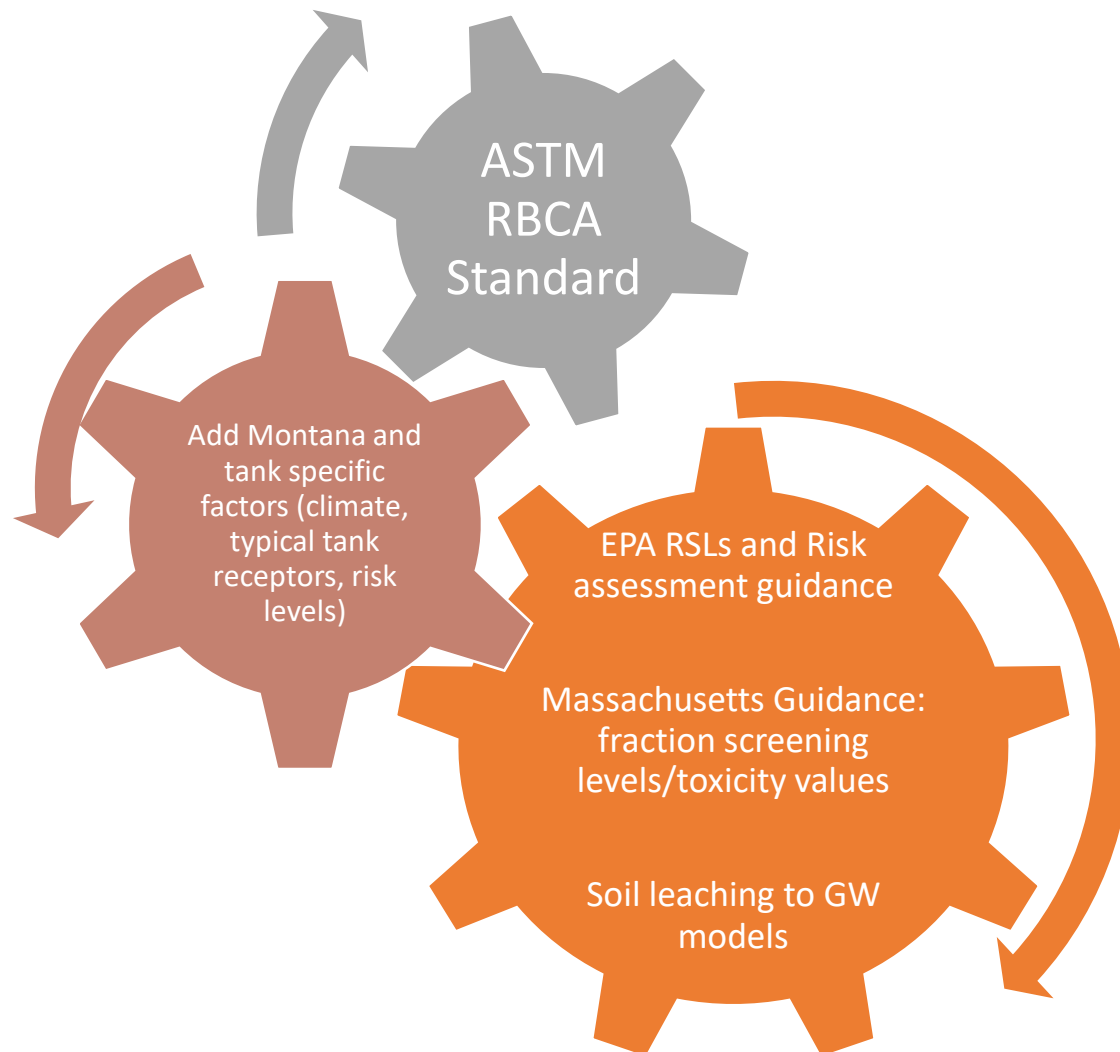 ASTM
RBCA
Standard
Add Montana and
tank specific
factors (climate,
typical tank
receptors, risk
levels)
EPA RSLs and Risk
assessment guidance
Massachusetts Guidance:
fraction screening
levels/toxicity values
Soil leaching to GW
models